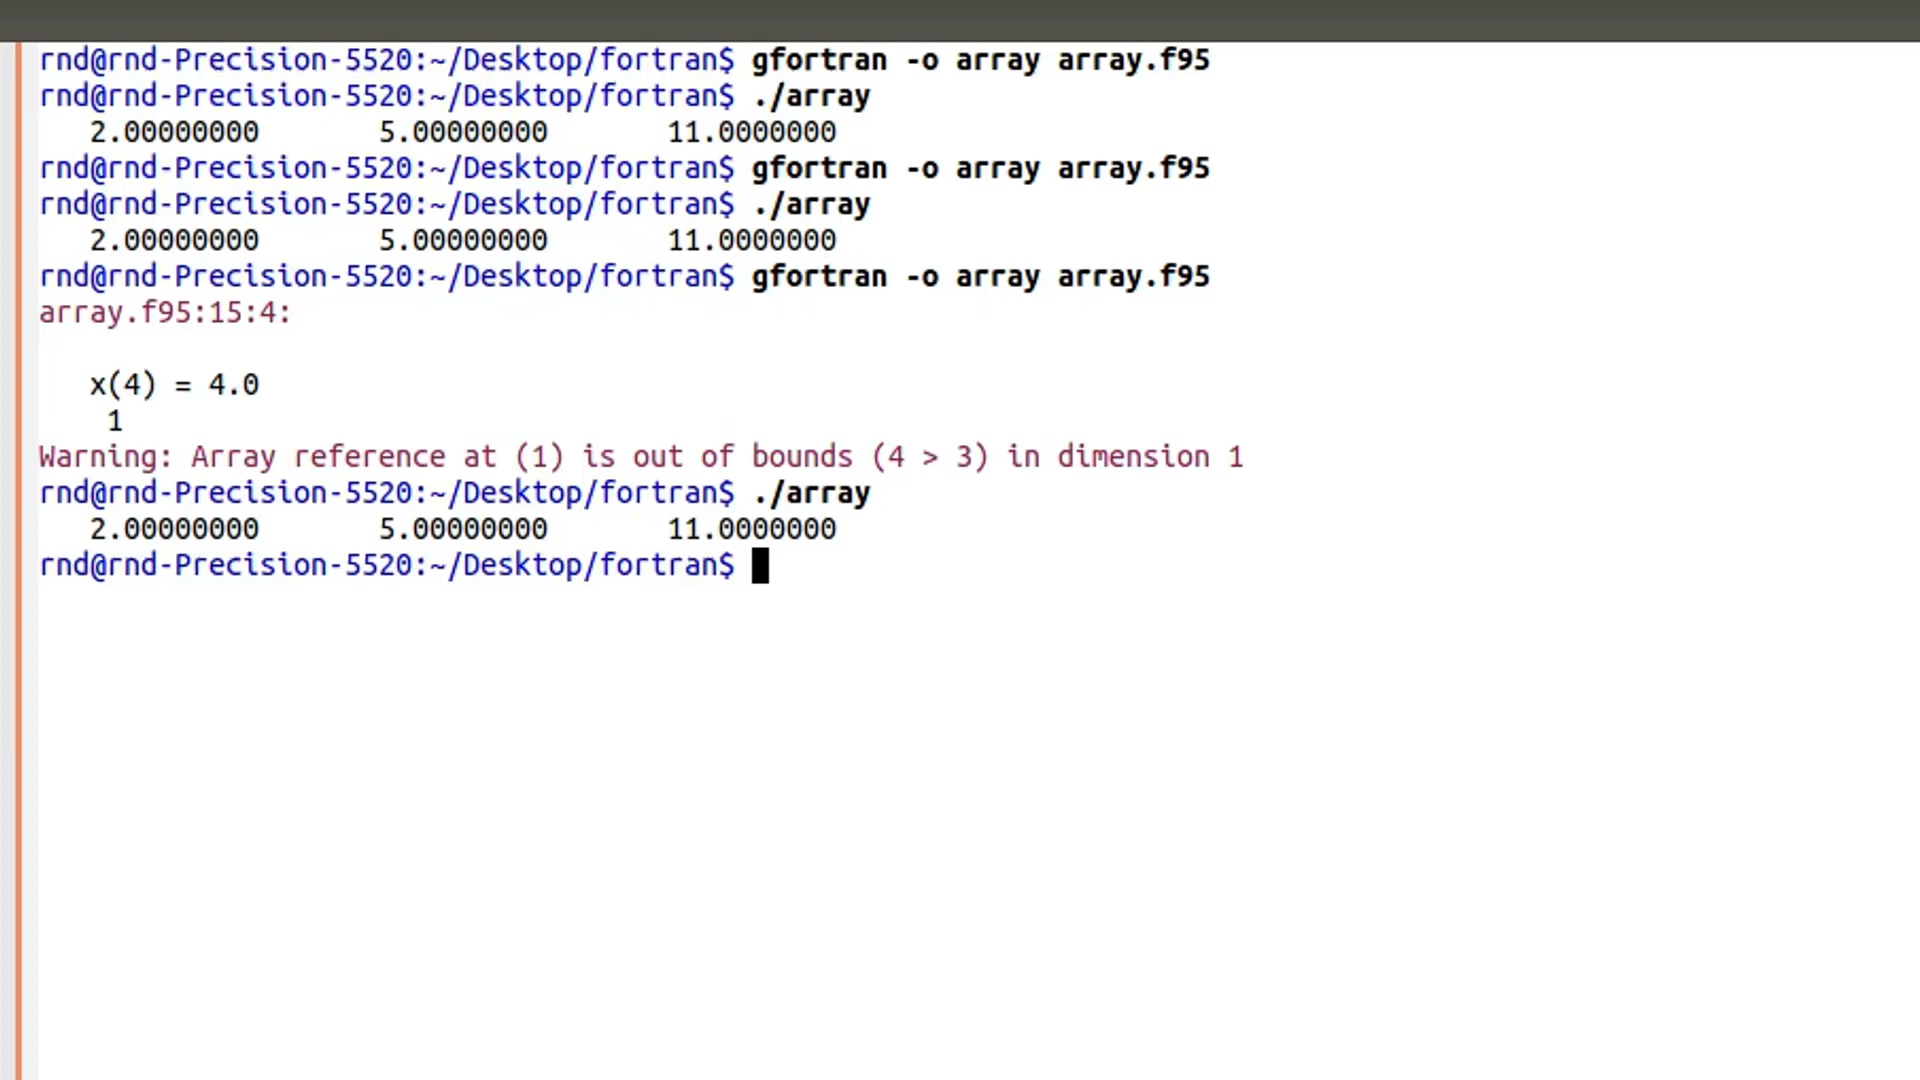 rnd@rnd-Precision-5520:~/Desktop/fortran$ gfortran -o array array.f95
rnd@rnd-Precision-5520:~/Desktop/fortran$ ./array
   2.00000000       5.00000000       11.0000000
rnd@rnd-Precision-5520:~/Desktop/fortran$ gfortran -o array array.f95
rnd@rnd-Precision-5520:~/Desktop/fortran$ ./array
   2.00000000       5.00000000       11.0000000
rnd@rnd-Precision-5520:~/Desktop/fortran$ gfortran -o array array.f95
array.f95:15:4:
   x(4) = 4.0
    1
Warning: Array reference at (1) is out of bounds (4 > 3) in dimension 1
rnd@rnd-Precision-5520:~/Desktop/fortran$ ./array
   2.00000000       5.00000000       11.0000000
rnd@rnd-Precision-5520:~/Desktop/fortran$